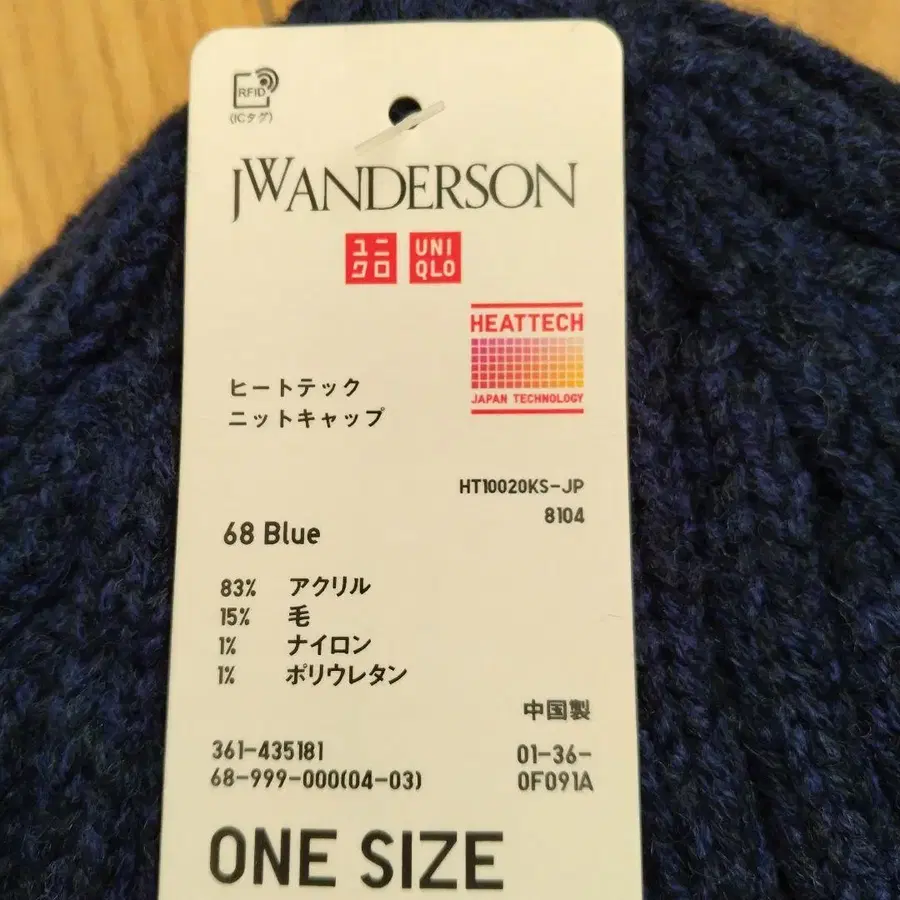 RFID
(ICタグ)
JWANDERSON
ユニ
クロ
UNI
QLO
HEATTECH
JAPAN TECHNOLOGY
ヒートテック
ニットキャップ
HT10020KS-JP
8104
68 Blue
83% アクリル
15% 毛
1% ナイロン
1% ポリウレタン
中国製
361-435181
01-36-
68-999-000(04-03)
0F091A
ONE SIZE